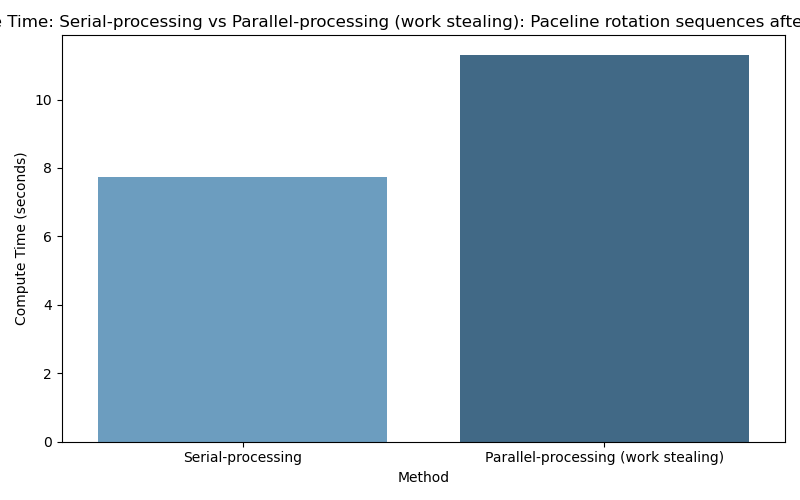 Time: Serial-processing vs Parallel-processing (work stealing): Paceline rotation sequences afte
10
8
6
4
2
0
Compute Time (seconds)
Serial-processing
Parallel-processing (work stealing)
Method